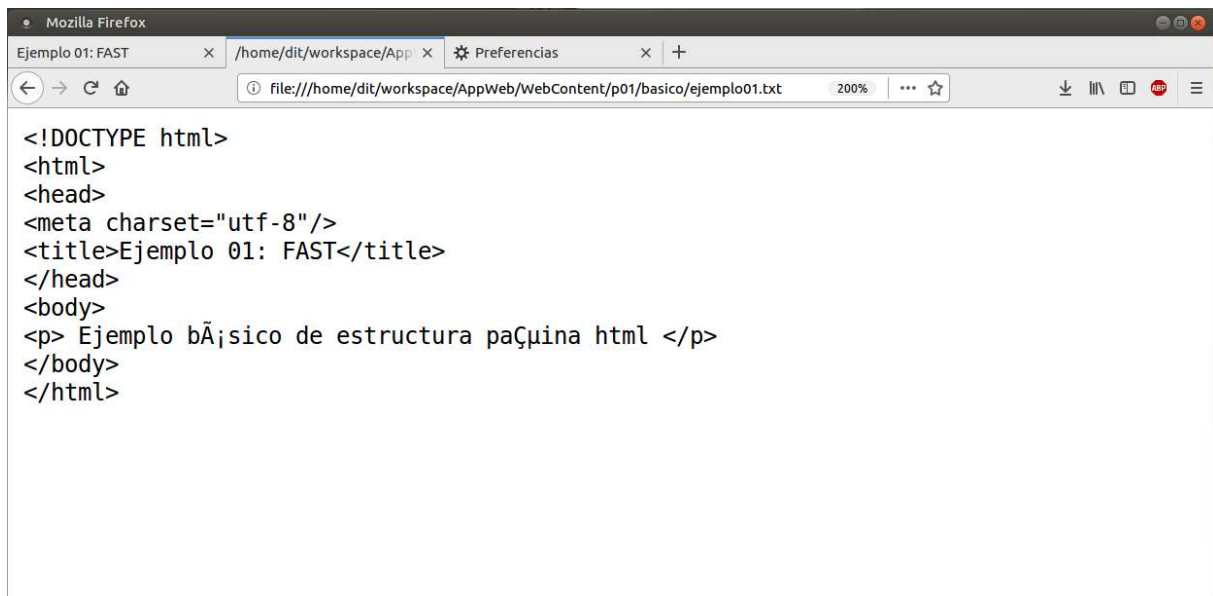 Mozilla Firefox
Ejemplo 01: FAST
/home/dit/workspace/App
Preferencias
file:///home/dit/workspace/AppWeb/WebContent/p01/basico/ejemplo01.txt
200%
ABP
<!DOCTYPE html>
<html>
<head>
<meta charset="utf-8"/>
<title>Ejemplo 01: FAST</title>
</head>
<body>
<p> Ejemplo bÃ¡sico de estructura paÇµina html </p>
</body>
</html>